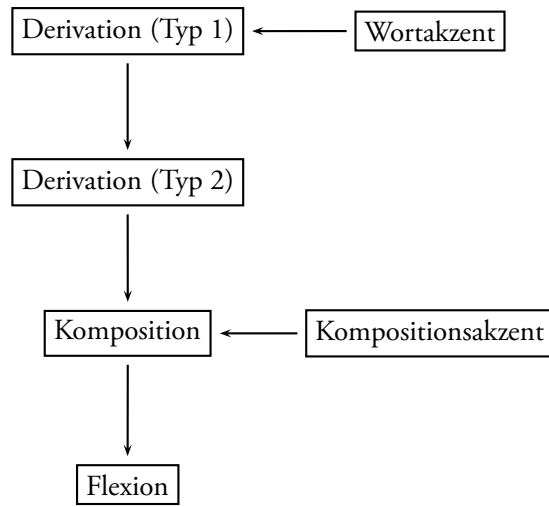 Derivation (Typ 1)
Wortakzent
Derivation (Typ 2)
Komposition
Kompositionsakzent
Flexion